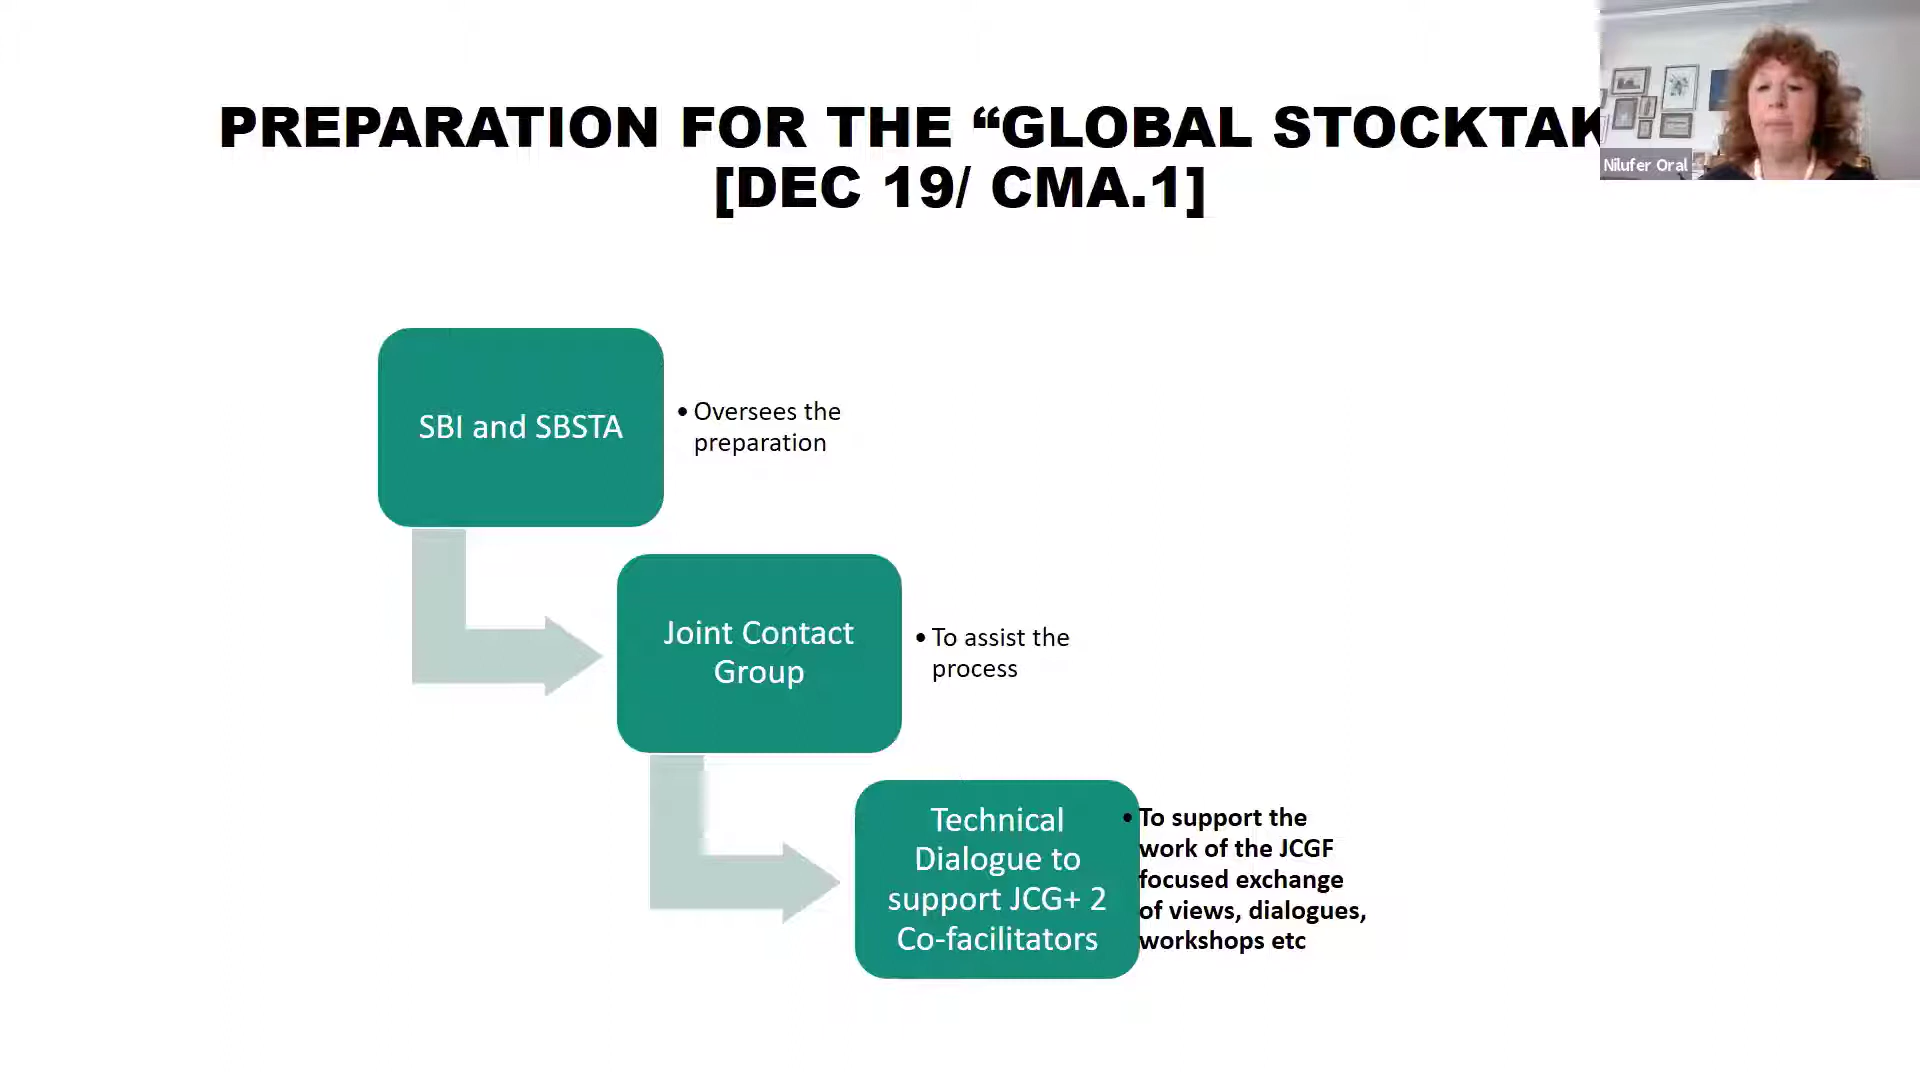 PREPARATION FOR THE “GLOBAL STOCKTAK
[DEC 19/ CMA.1]
Nilufer Oral
SBI and SBSTA
• Oversees the
preparation
Joint Contact
Group
• To assist the
process
Technical
Dialogue to
support JCG+ 2
Co-facilitators
• To support the
work of the JCGF
focused exchange
of views, dialogues,
workshops etc